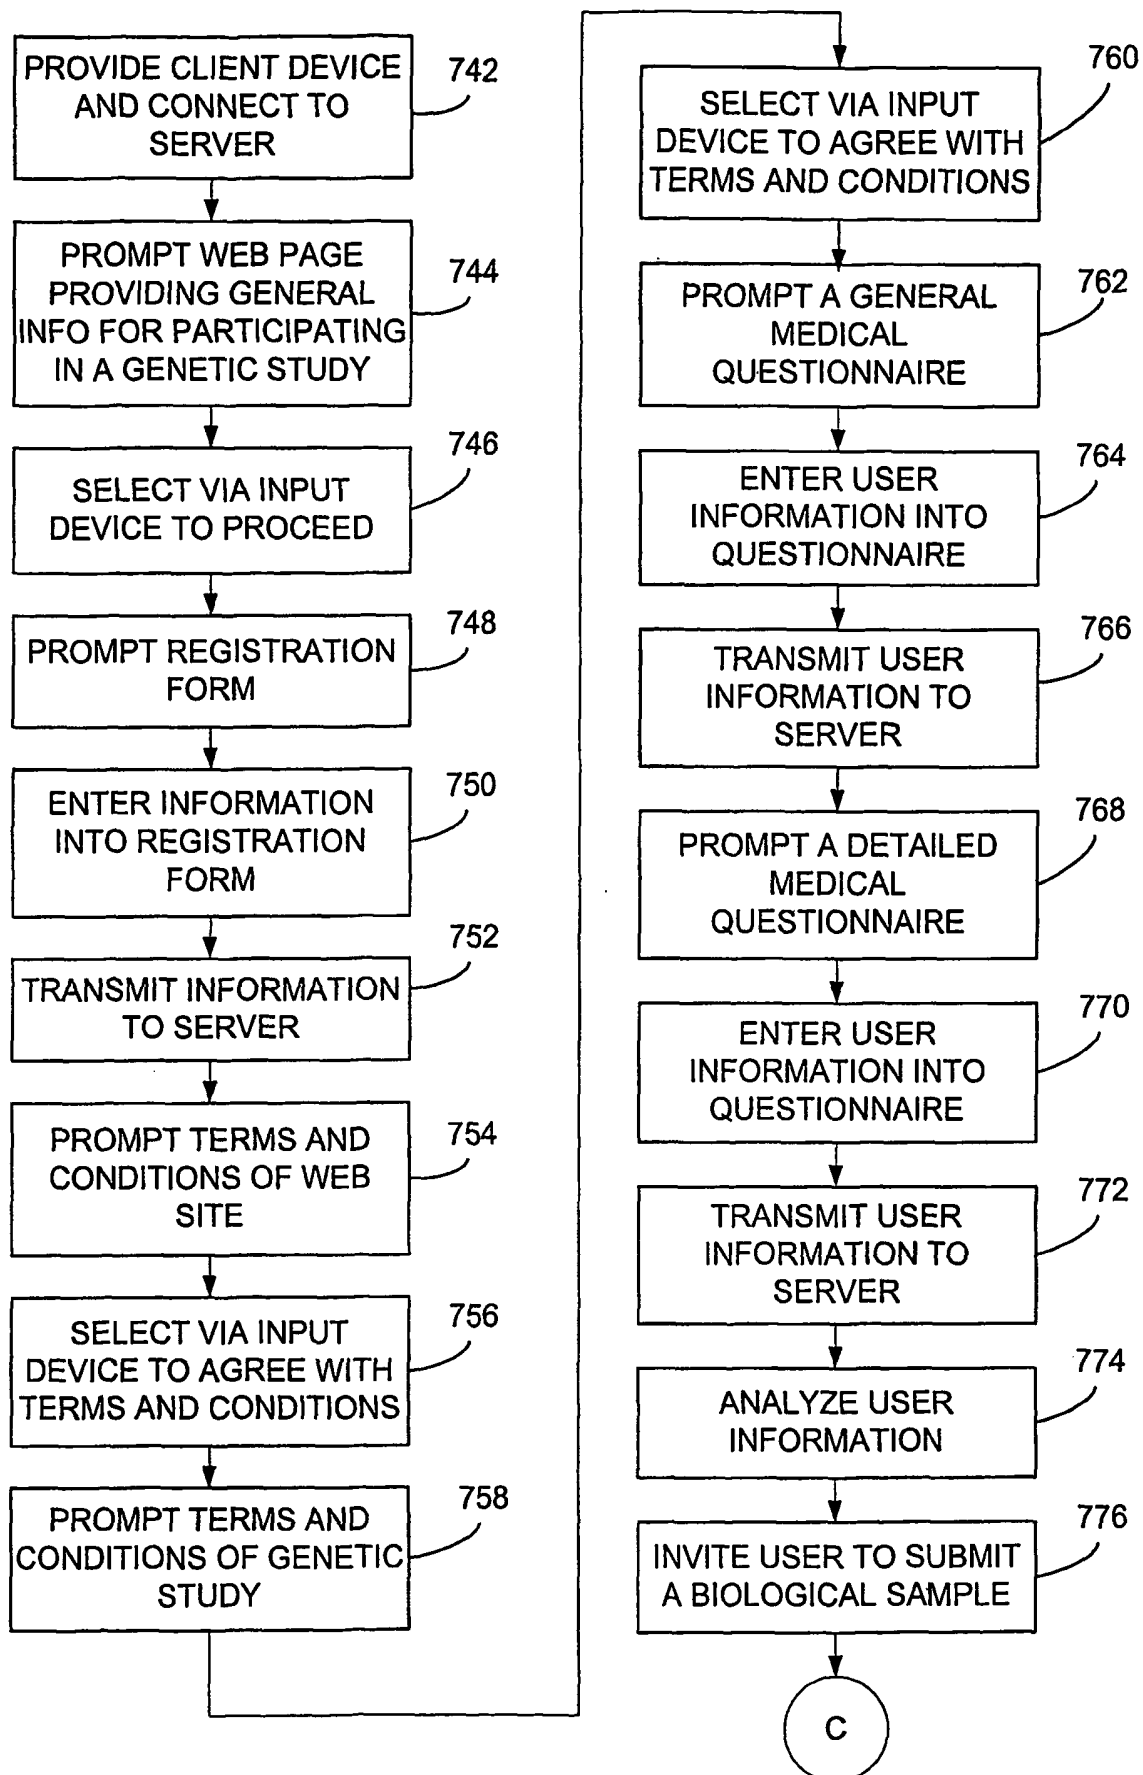 PROVIDE CLIENT DEVICE
AND CONNECT TO
SERVER
742
PROMPT WEB PAGE
PROVIDING GENERAL
INFO FOR PARTICIPATING
IN A GENETIC STUDY
744
SELECT VIA INPUT
DEVICE TO PROCEED
746
PROMPT REGISTRATION
FORM
748
ENTER INFORMATION
INTO REGISTRATION
FORM
750
TRANSMIT INFORMATION
TO SERVER
752
PROMPT TERMS AND
CONDITIONS OF WEB
SITE
754
SELECT VIA INPUT
DEVICE TO AGREE WITH
TERMS AND CONDITIONS
756
PROMPT TERMS AND
CONDITIONS OF GENETIC
STUDY
758
SELECT VIA INPUT
DEVICE TO AGREE WITH
TERMS AND CONDITIONS
760
PROMPT A GENERAL
MEDICAL
QUESTIONNAIRE
762
ENTER USER
INFORMATION INTO
QUESTIONNAIRE
764
TRANSMIT USER
INFORMATION TO
SERVER
766
PROMPT A DETAILED
MEDICAL
QUESTIONNAIRE
768
ENTER USER
INFORMATION INTO
QUESTIONNAIRE
770
TRANSMIT USER
INFORMATION TO
SERVER
772
ANALYZE USER
INFORMATION
774
INVITE USER TO SUBMIT
A BIOLOGICAL SAMPLE
776
C